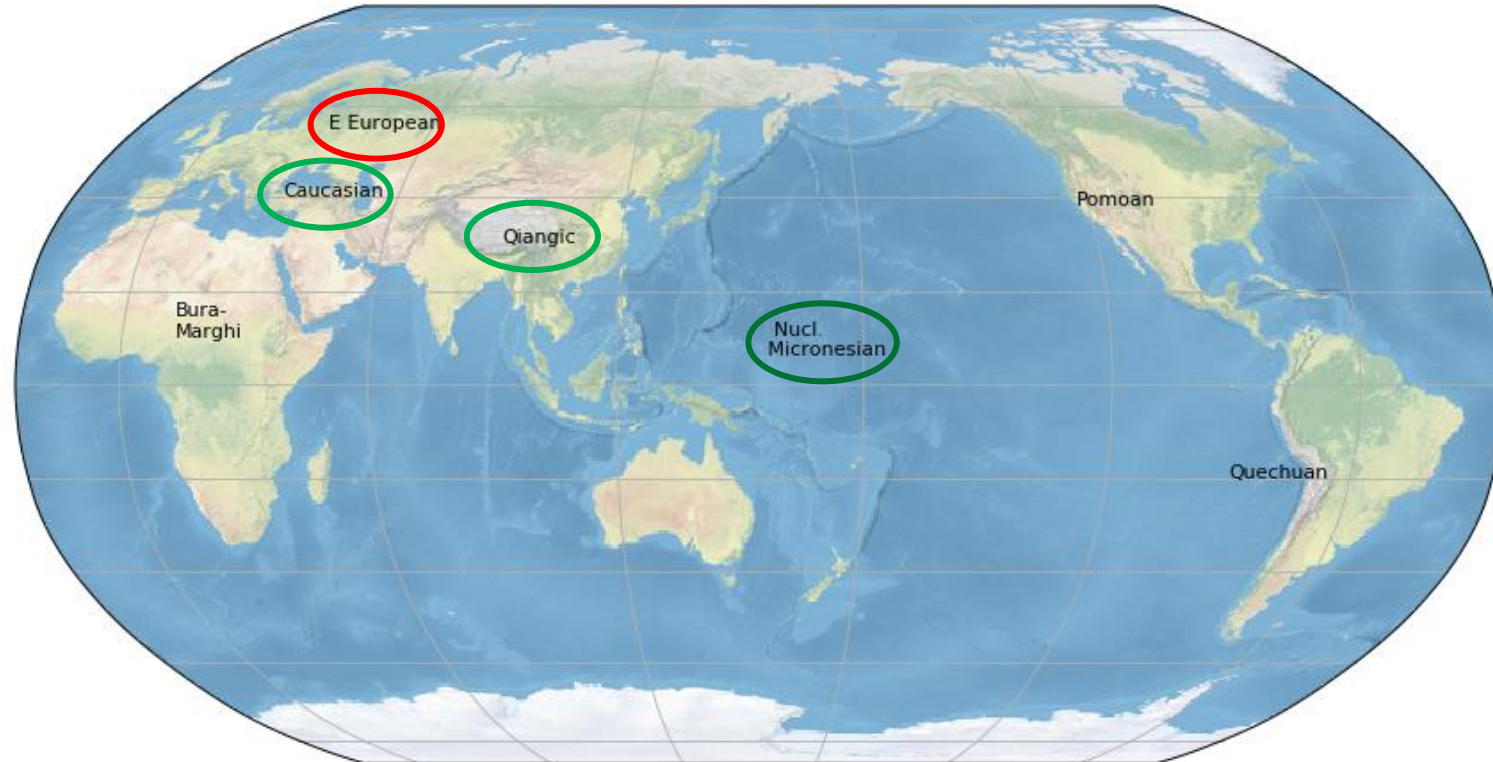 E European
Caucasian
Pomoan
Qiangic
Bura-
Marghi
Nucl.
Micronesian
Quechuan